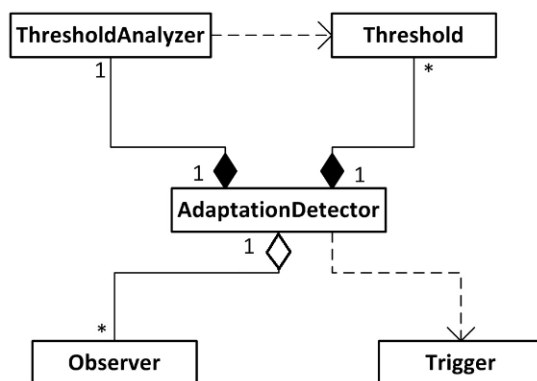 ThresholdAnalyzer
Threshold
1
*
1
1
AdaptationDetector
1
*
Observer
Trigger